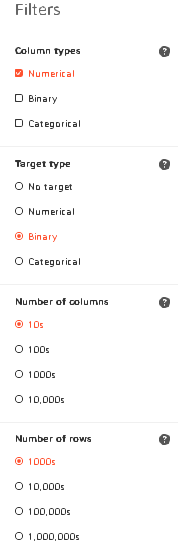 Filters
Column types
Numerical
Binary
Categorical
Target type
No target
Numerical
Binary
Categorical
Number of columns
10s
100s
1000s
10,000s
Number of rows
1000s
10,000s
100,000s
1,000,000s